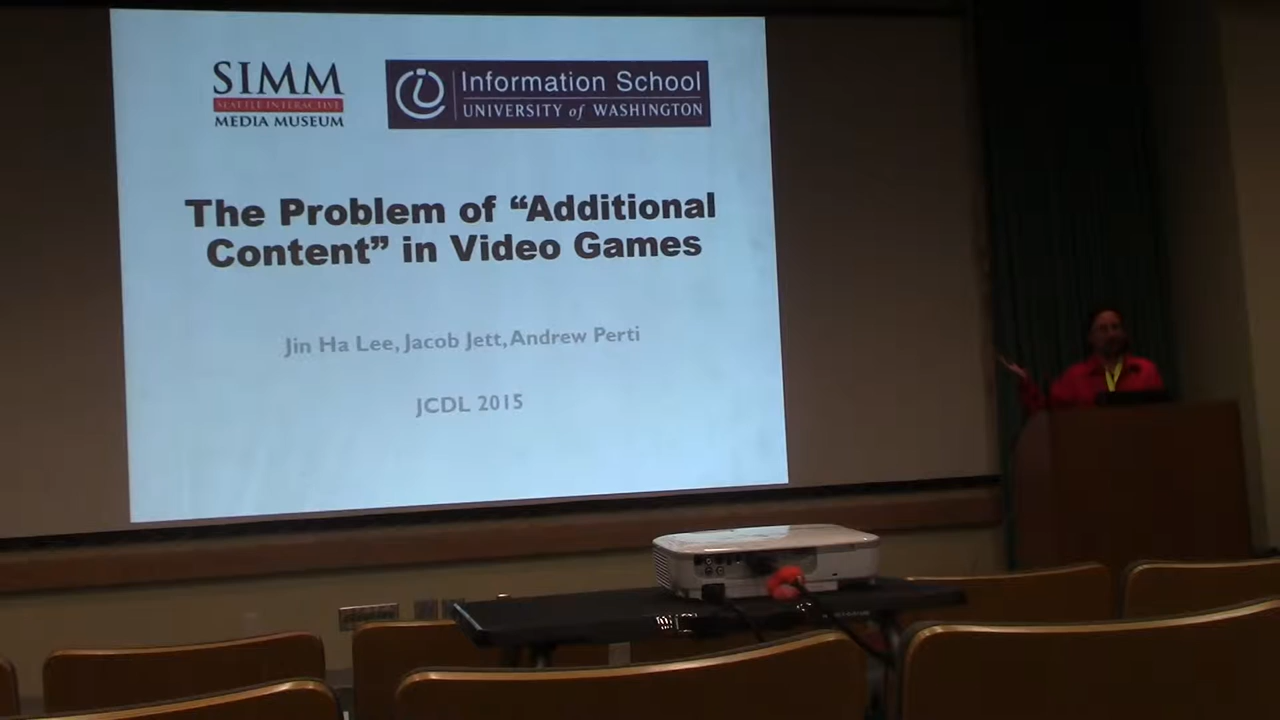 SIMM
SEATTLE INTERACTIVE
MEDIA MUSEUM
Information School
UNIVERSITY of WASHINGTON
The Problem of “Additional
Content” in Video Games
Jin Ha Lee, Jacob Jett, Andrew Perti
JCDL 2015